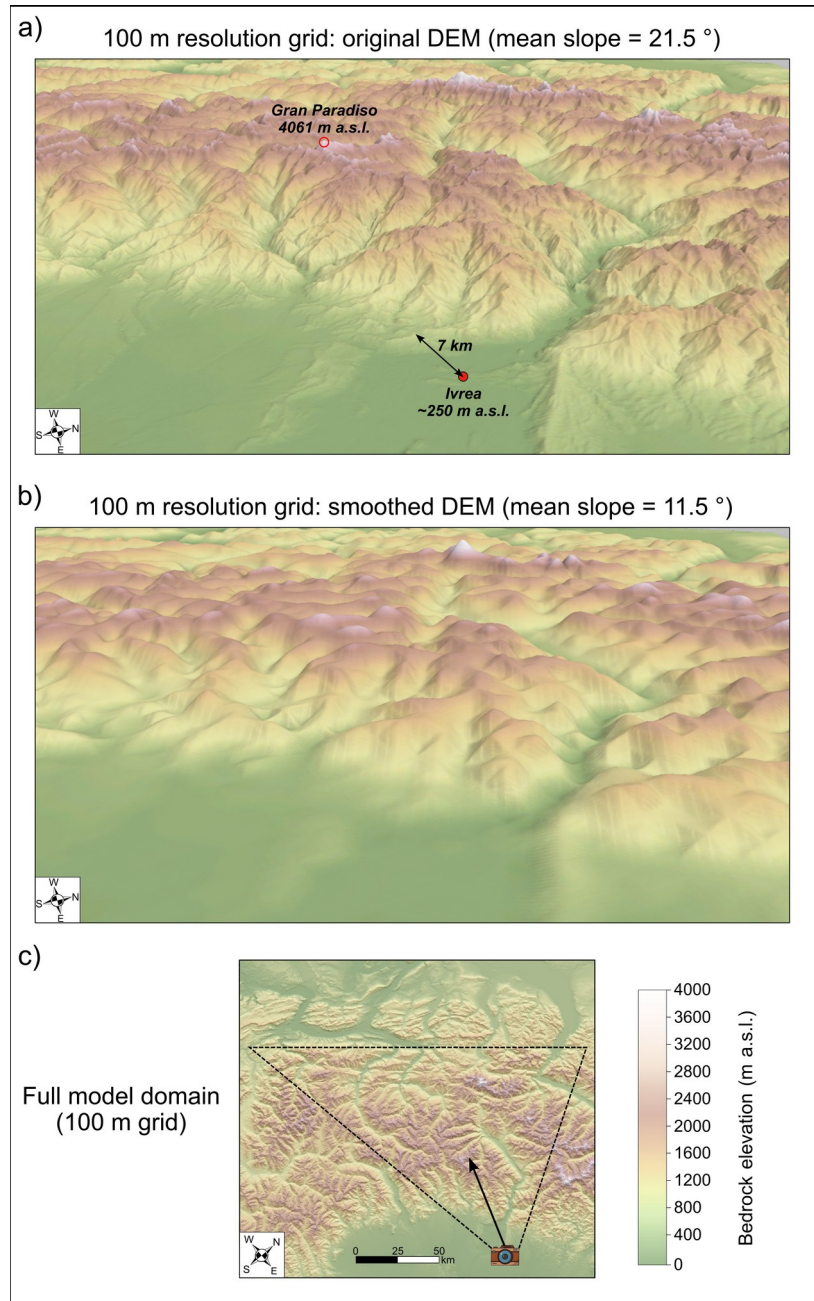 a)
100 m resolution grid: original DEM (mean slope = 21.5 °)
Gran Paradiso
4061 m a.s.l.
7 km
Ivrea
~250 m a.s.l.
W
S N
E
b)
100 m resolution grid: smoothed DEM (mean slope = 11.5 °)
W
S N
E
c)
Full model domain
(100 m grid)
W N
S E
0 25 50
km
4000
3600
3200
2800
2400
2000
1600
1200
800
400
0
Bedrock elevation (m a.s.l.)